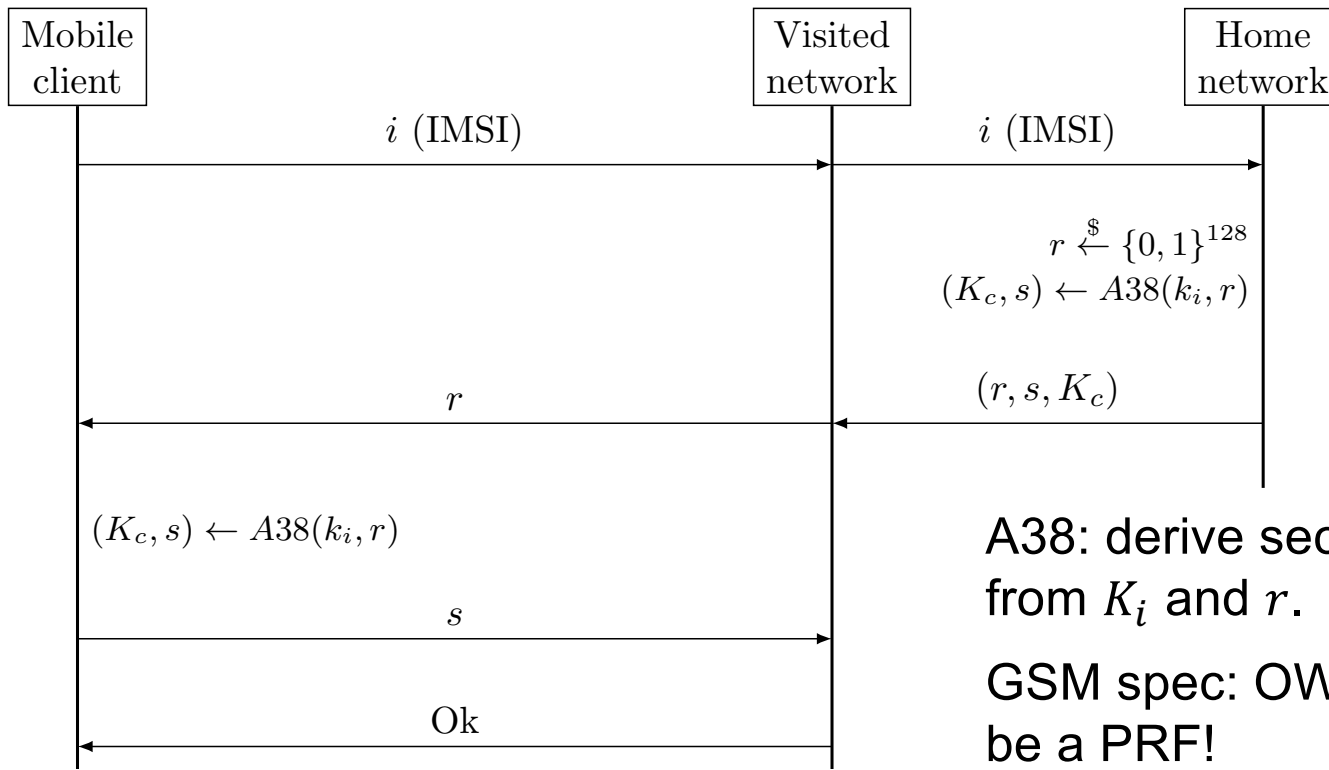 Mobile
client
Visited
network
Home
network
i (IMSI)
i (IMSI)
r $← {0, 1}^128
(K_c, s) ← A38(k_i, r)
r
(r, s, K_c)
(K_c, s) ← A38(k_i, r)
s
Ok
A38: derive sec
from K_i and r.
GSM spec: OW
be a PRF!